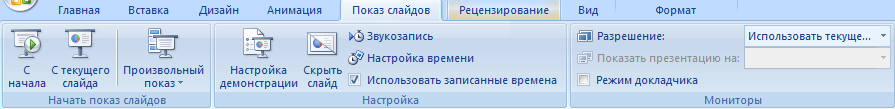 Главная Вставка Дизайн Анимация Показ слайдов Рецензирование Вид Формат
С начала
С текущего слайда
Произвольный показ
Начать показ слайдов
Настройка демонстрации
Скрыть слайд
Звукозапись
Настройка времени
Использовать записанные времена
Настройка
Разрешение: Использовать текуще...
Показать презентацию на:
Режим докладчика
Мониторы